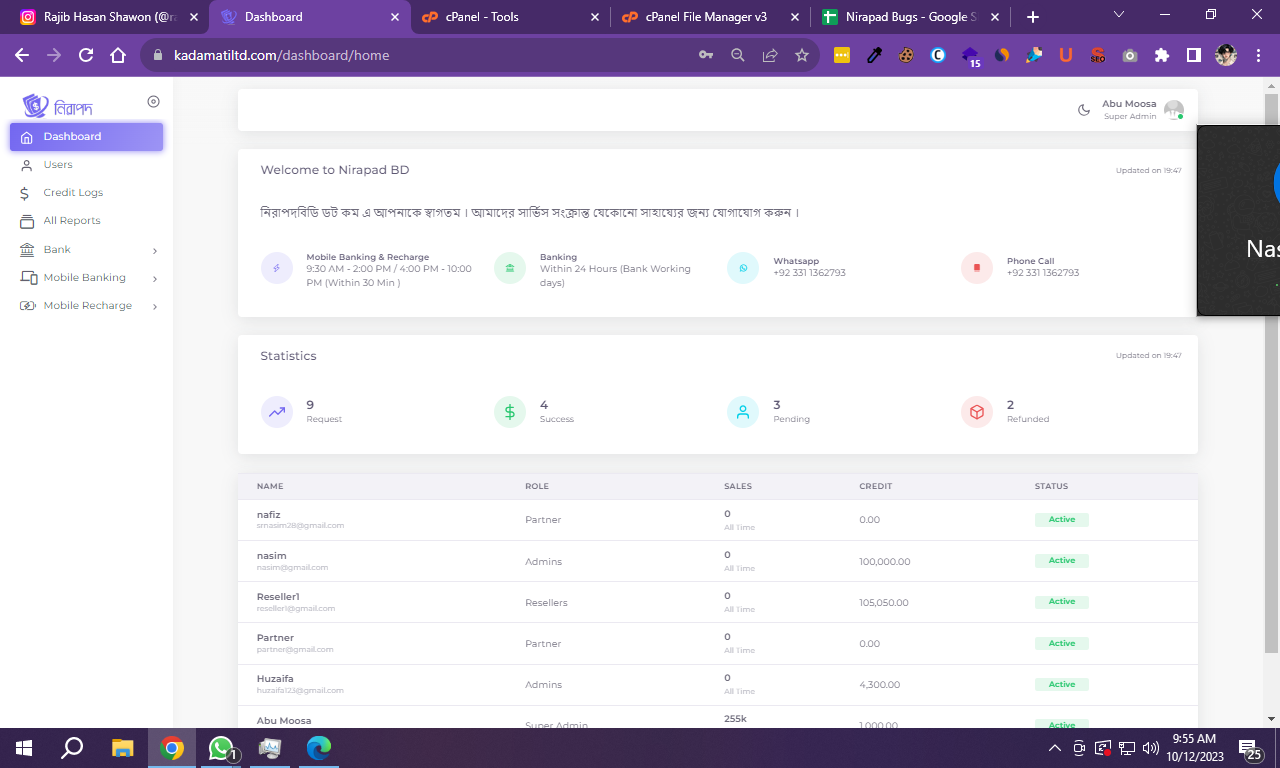 Rajib Hasan Shawon (@ra
Dashboard
cPanel - Tools
cPanel File Manager v3
Nirapad Bugs - Google S
kadamatiltd.com/dashboard/home
15
SEO
নিরাপদ
Dashboard
Users
Credit Logs
All Reports
Bank
Mobile Banking
Mobile Recharge
Abu Moosa
Super Admin
Welcome to Nirapad BD
Updated on 19:47
নিরাপদবিডি ডট কম এ আপনাকে স্বাগতম । আমাদের সার্ভিস সংক্রান্ত যেকোনো সাহায্যের জন্য যোগাযোগ করুন ।
Mobile Banking & Recharge
9:30 AM - 2:00 PM / 4:00 PM - 10:00
PM (Within 30 Min )
Banking
Within 24 Hours (Bank Working
days)
Whatsapp
+92 331 1362793
Phone Call
+92 331 1362793
Nas
Statistics
Updated on 19:47
9
Request
4
Success
3
Pending
2
Refunded
NAME ROLE SALES CREDIT STATUS
nafiz
srnasim28@gmail.com
Partner
0
All Time
0.00
Active
nasim
nasim@gmail.com
Admins
0
All Time
100,000.00
Active
Reseller1
reseller1@gmail.com
Resellers
0
All Time
105,050.00
Active
Partner
partner@gmail.com
Partner
0
All Time
0.00
Active
Huzaifa
huzaifa123@gmail.com
Admins
0
All Time
4,300.00
Active
Abu Moosa
Super Admin
255k
1,000.00
Active
1
9:55 AM
10/12/2023
25